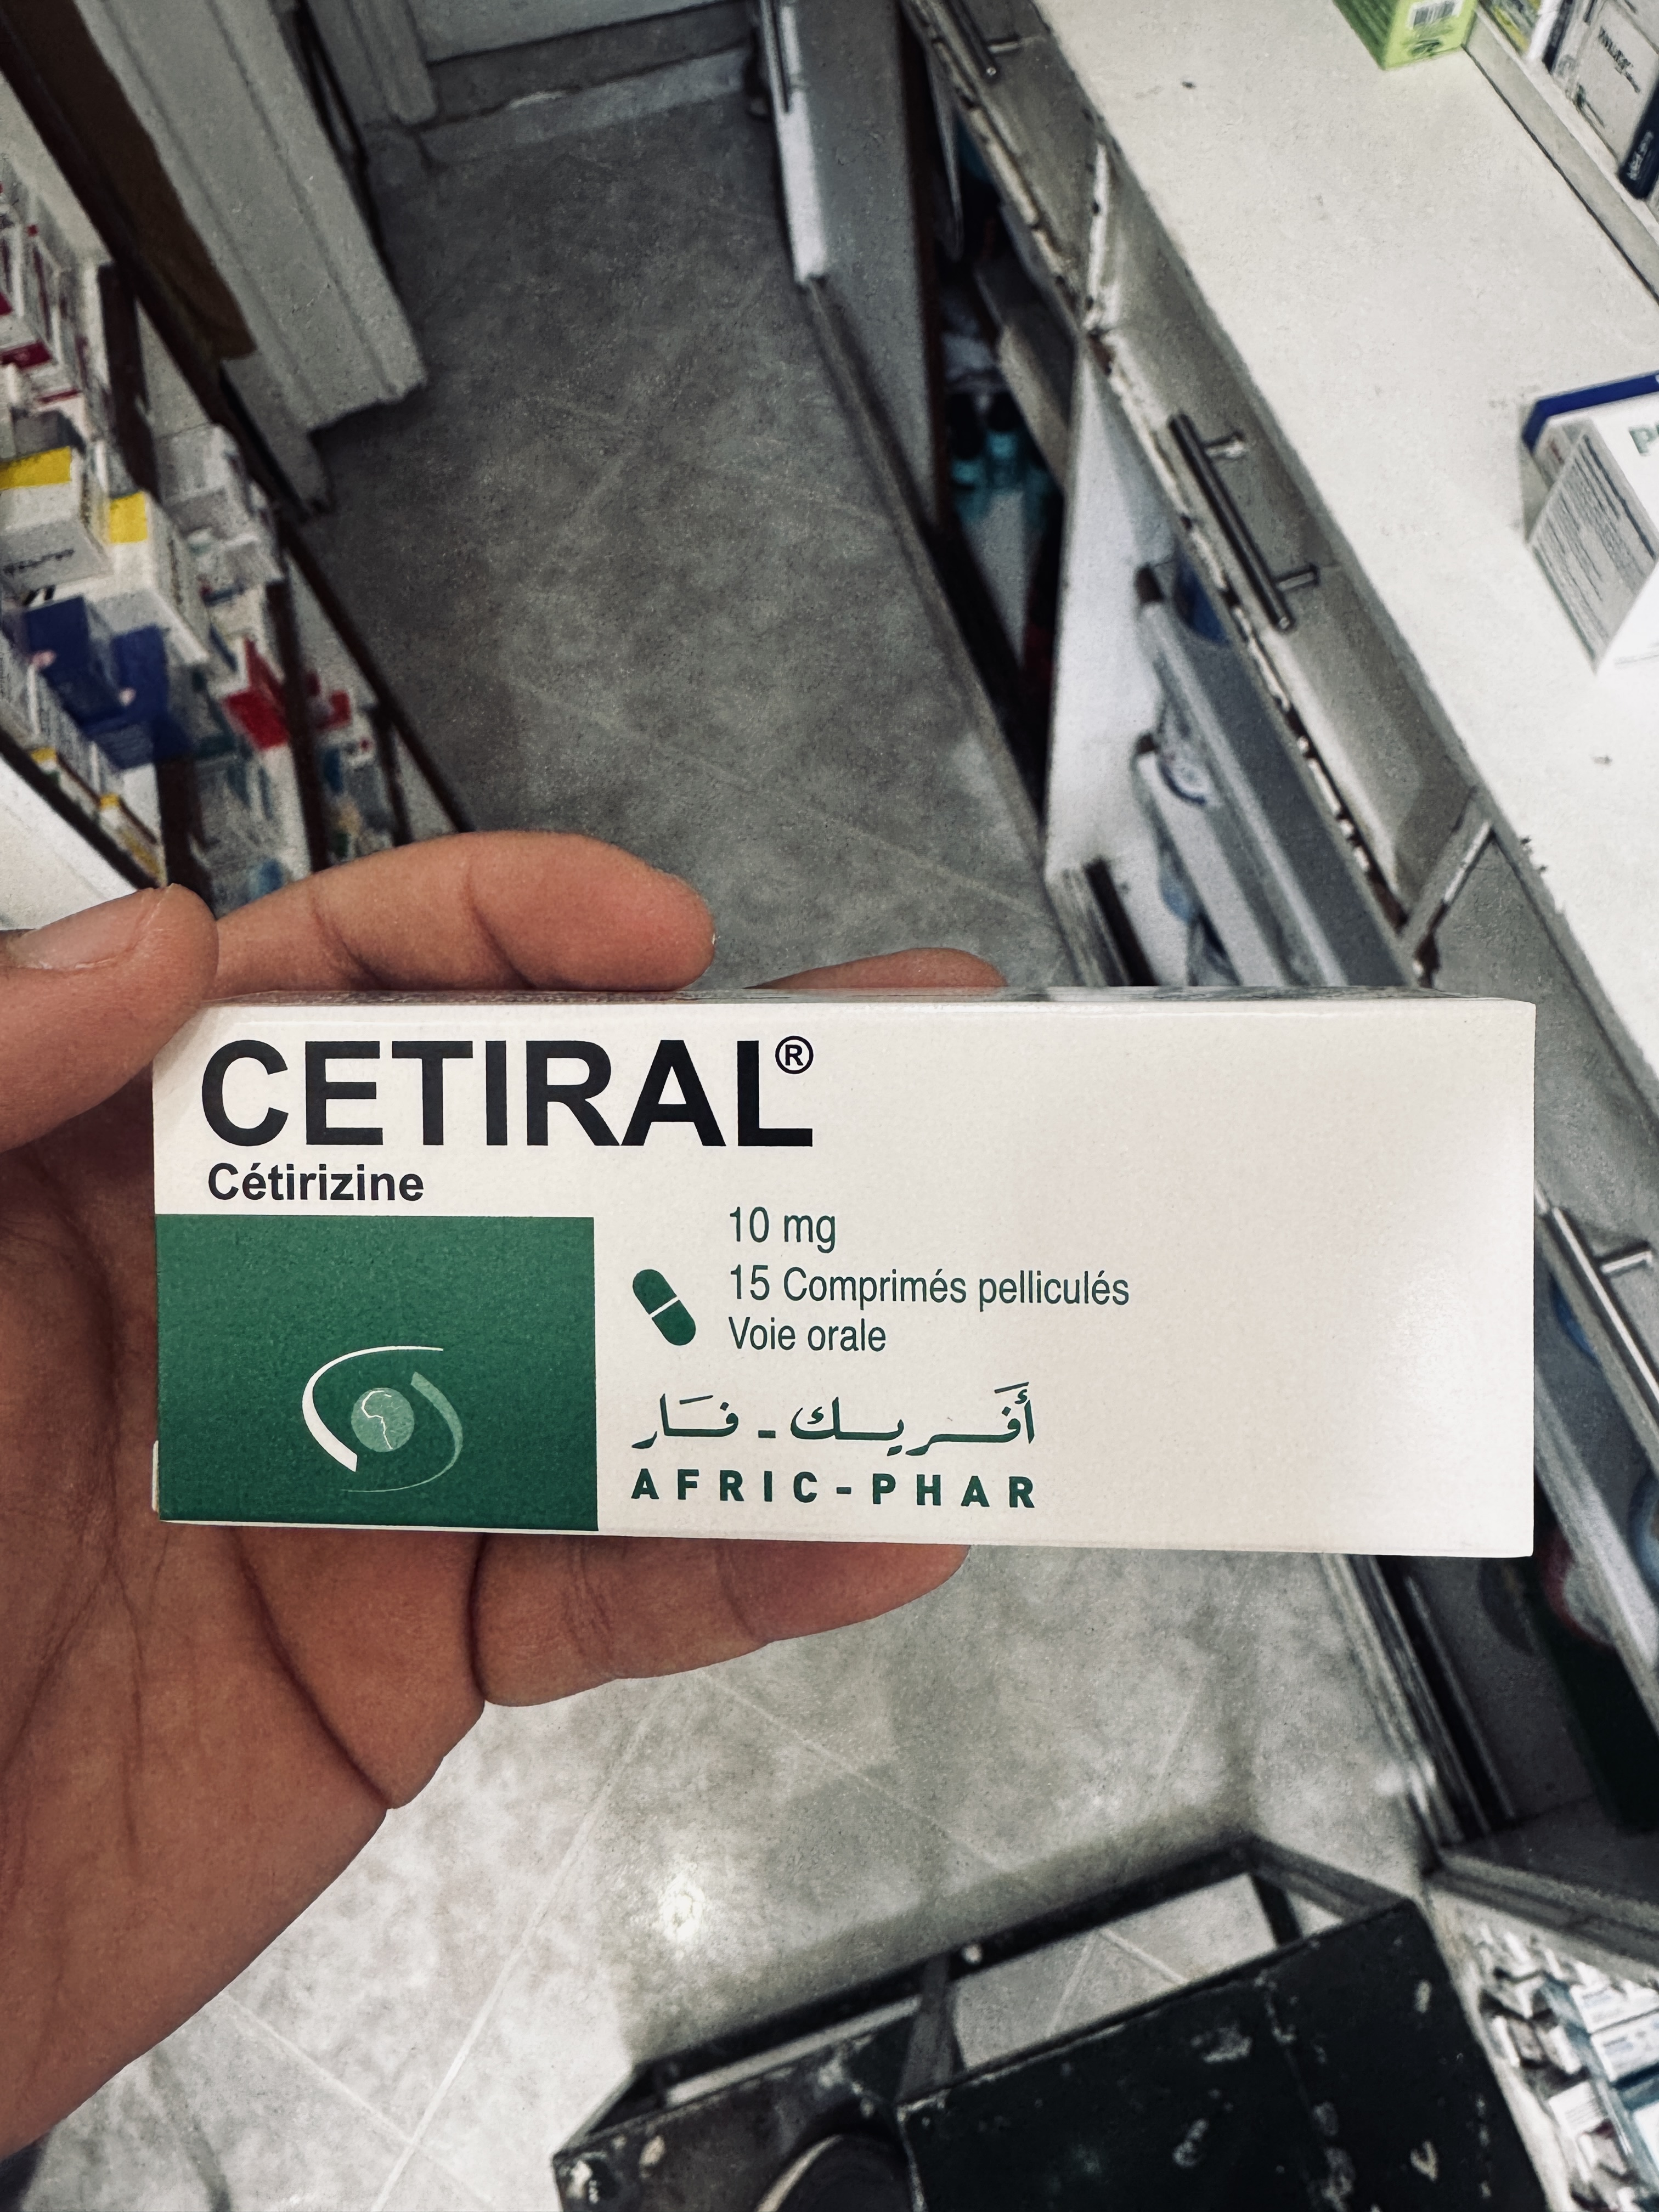 CETIRAL®
Cétirizine
10 mg
15 Comprimés pelliculés
Voie orale
أفريك - فار
AFRIC-PHAR